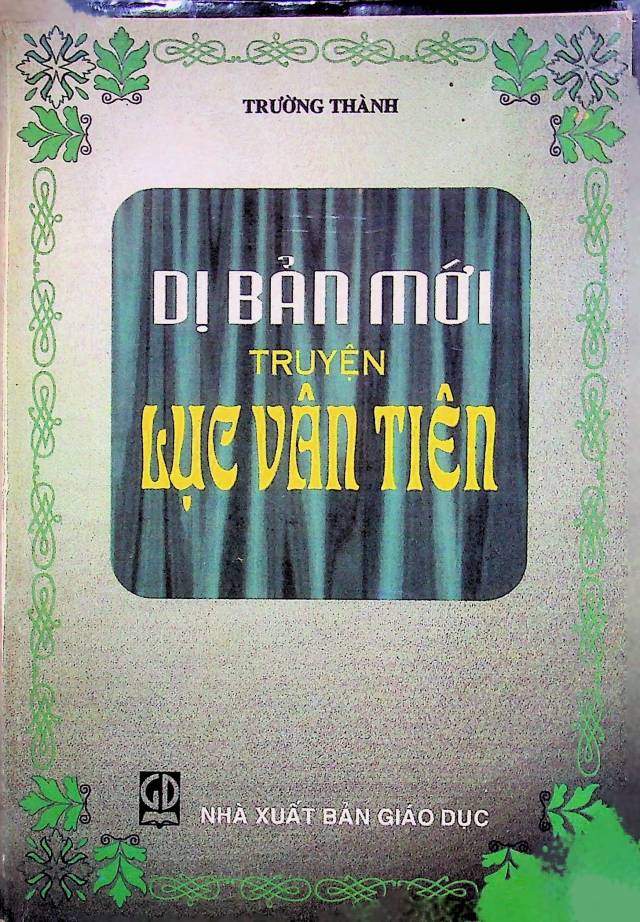 TRƯỜNG THÀNH
DỊ BẢN MỚI
TRUYỆN
LỤC VÂN TIÊN
GD
NHÀ XUẤT BẢN GIÁO DỤC